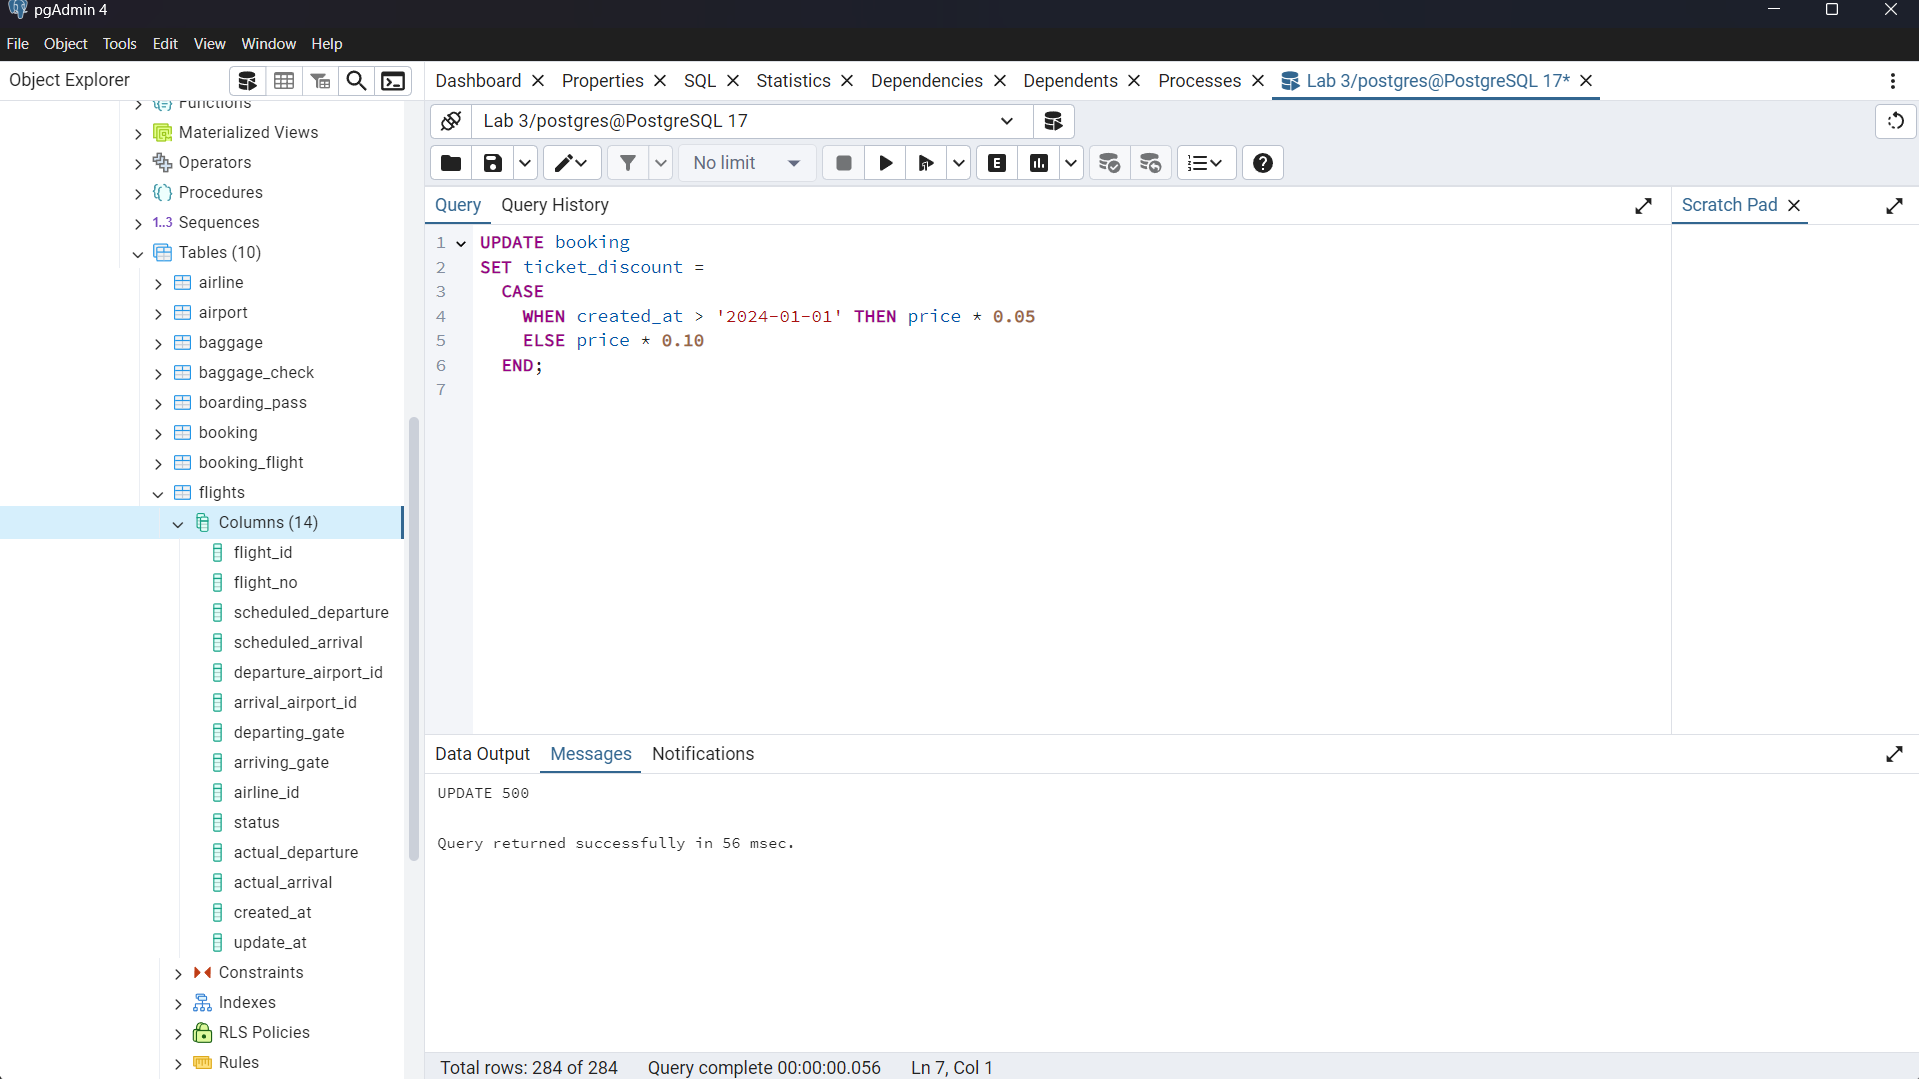 pgAdmin 4
File Object Tools Edit View Window Help
Object Explorer
Dashboard Properties SQL Statistics Dependencies Dependents Processes Lab 3/postgres@PostgreSQL 17*
Lab 3/postgres@PostgreSQL 17
No limit
E
Query Query History
Scratch Pad
Functions
Materialized Views
Operators
Procedures
1..3 Sequences
Tables (10)
airline
airport
baggage
baggage_check
boarding_pass
booking
booking_flight
flights
Columns (14)
flight_id
flight_no
scheduled_departure
scheduled_arrival
departure_airport_id
arrival_airport_id
departing_gate
arriving_gate
airline_id
status
actual_departure
actual_arrival
created_at
update_at
Constraints
Indexes
RLS Policies
Rules
1 UPDATE booking
2 SET ticket_discount =
3 CASE
4 WHEN created_at > '2024-01-01' THEN price * 0.05
5 ELSE price * 0.10
6 END;
7
Data Output Messages Notifications
UPDATE 500
Query returned successfully in 56 msec.
Total rows: 284 of 284 Query complete 00:00:00.056 Ln 7, Col 1